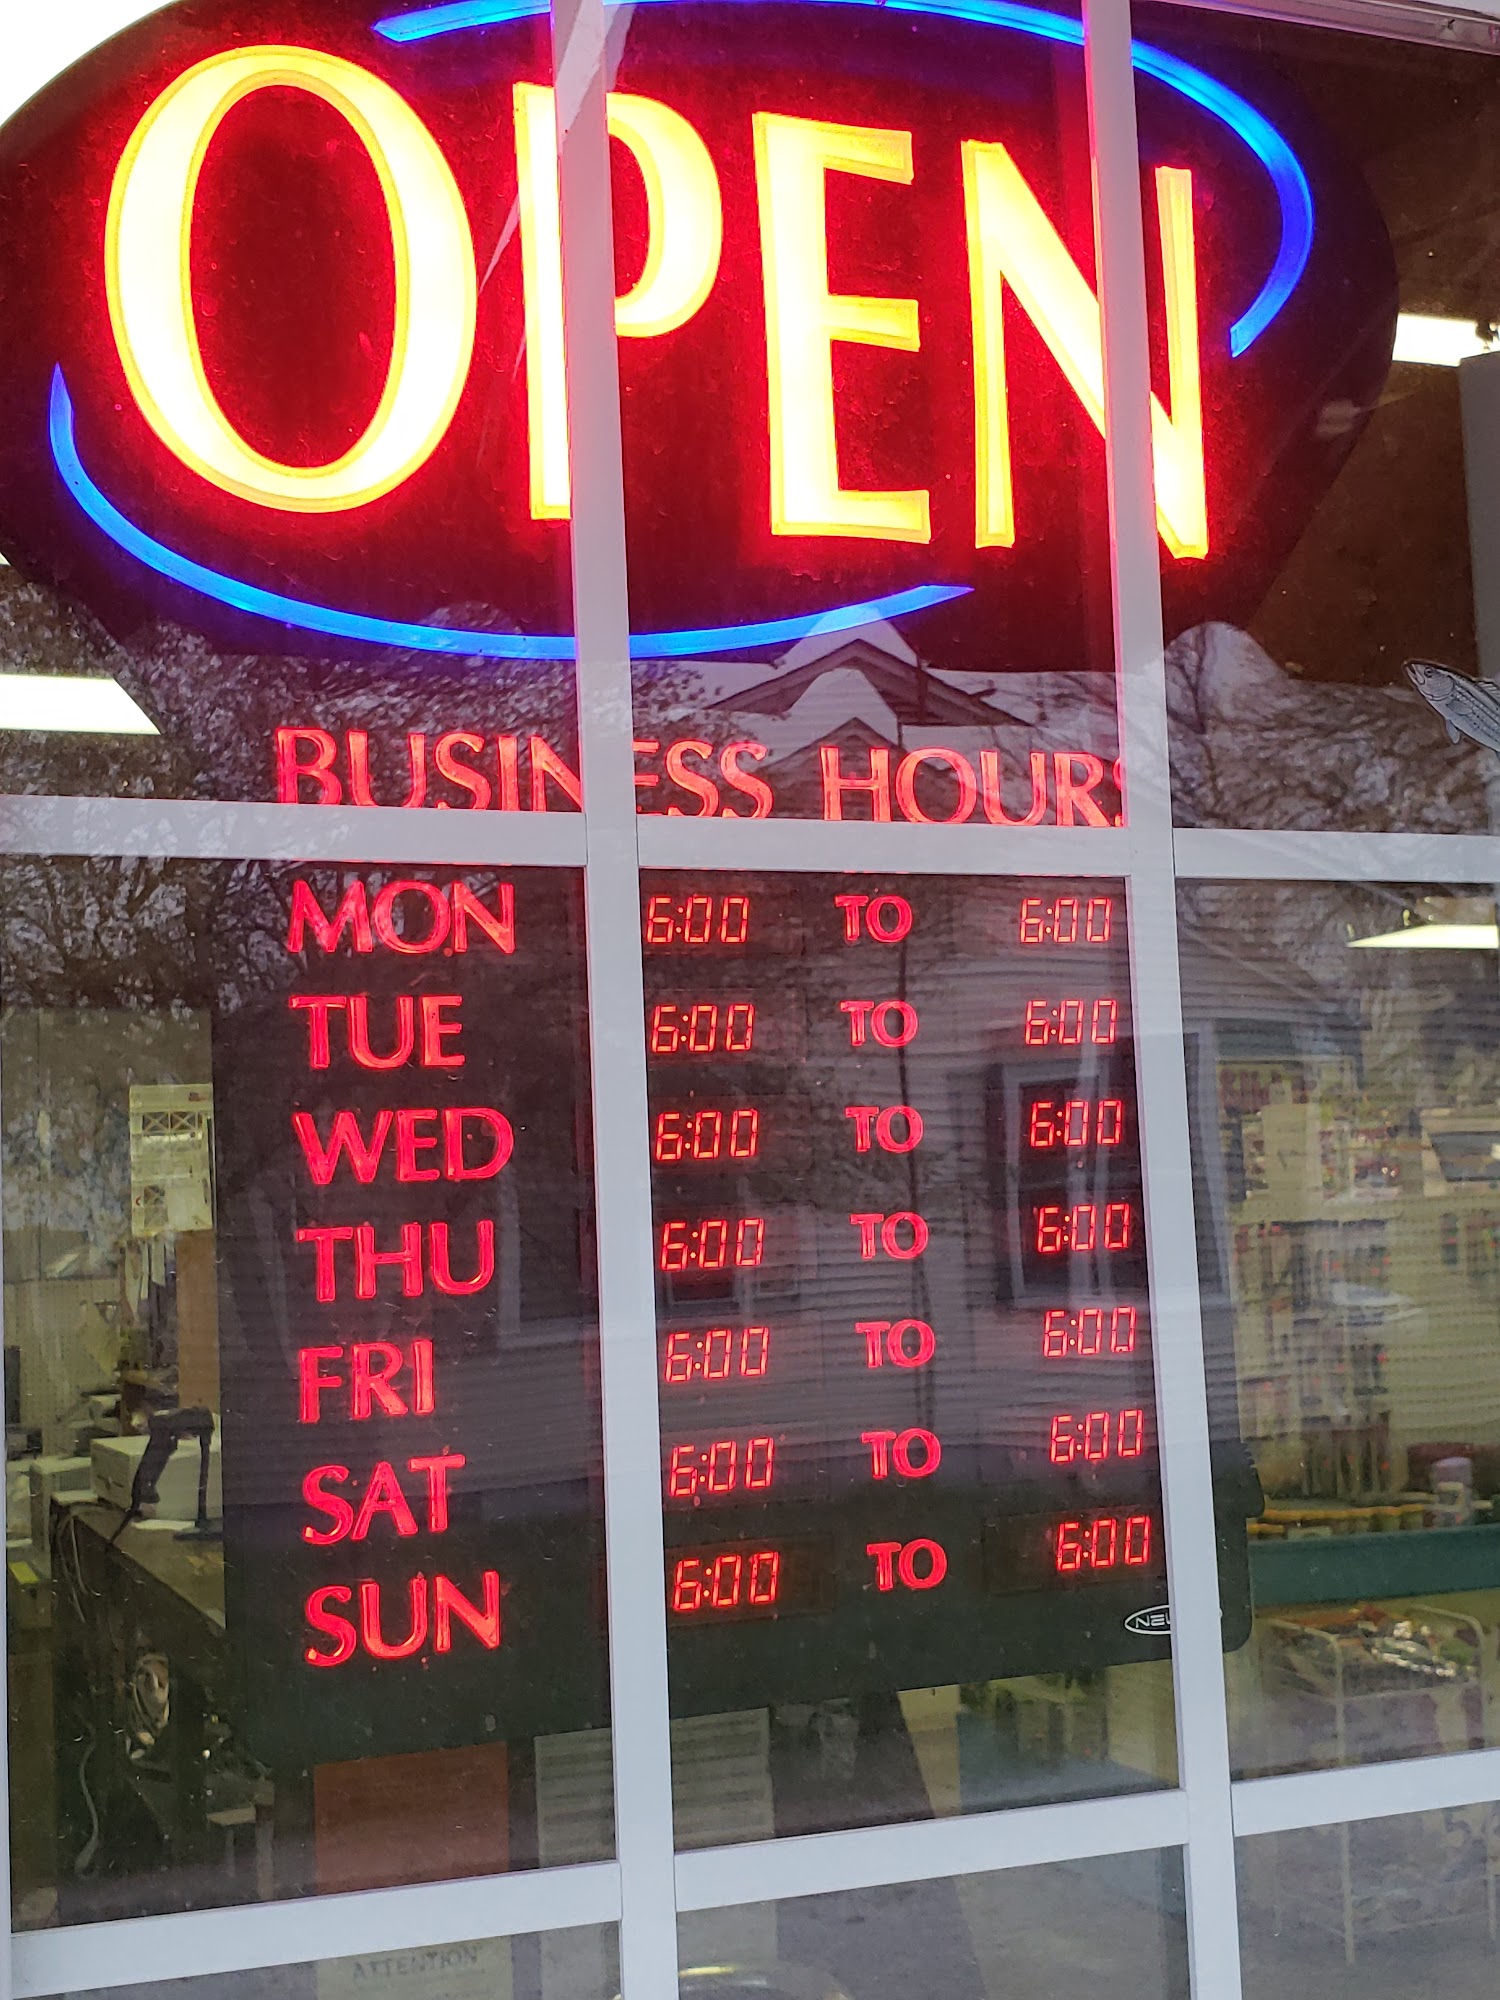 OPEN
BUSINESS HOURS
MON 6:00 TO 6:00
TUE 6:00 TO 6:00
WED 6:00 TO 6:00
THU 6:00 TO 6:00
FRI 6:00 TO 6:00
SAT 6:00 TO 6:00
SUN 6:00 TO 6:00
ATTENTION